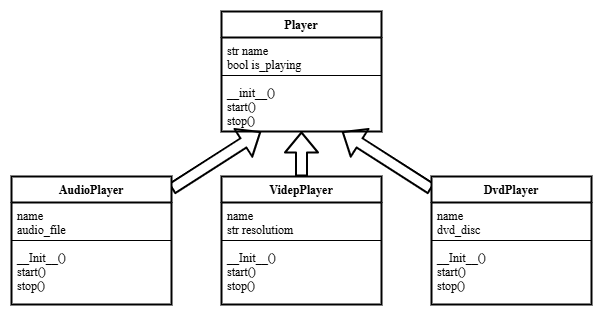 Player
str name
bool is_playing
__init__()
start()
stop()
AudioPlayer
name
audio_file
__Init__()
start()
stop()
VidepPlayer
name
str resolutiom
__Init__()
start()
stop()
DvdPlayer
name
dvd_disc
__Init__()
start()
stop()